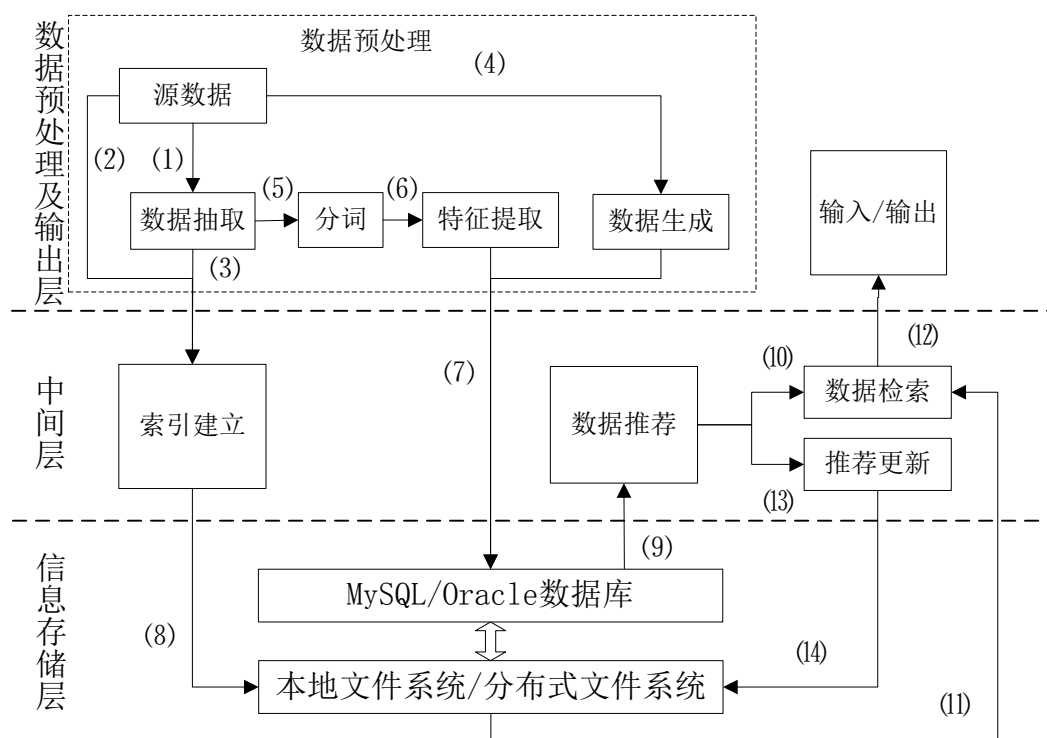 数据预处理及输出层
数据预处理
(4)
源数据
(2)
(1)
(5)
(6)
数据抽取
分词
特征提取
数据生成
输入/输出
(3)
中间层
(12)
(7)
(10)
索引建立
数据推荐
数据检索
推荐更新
(13)
信息存储层
(9)
MySQL/Oracle数据库
(8)
(14)
本地文件系统/分布式文件系统
(11)